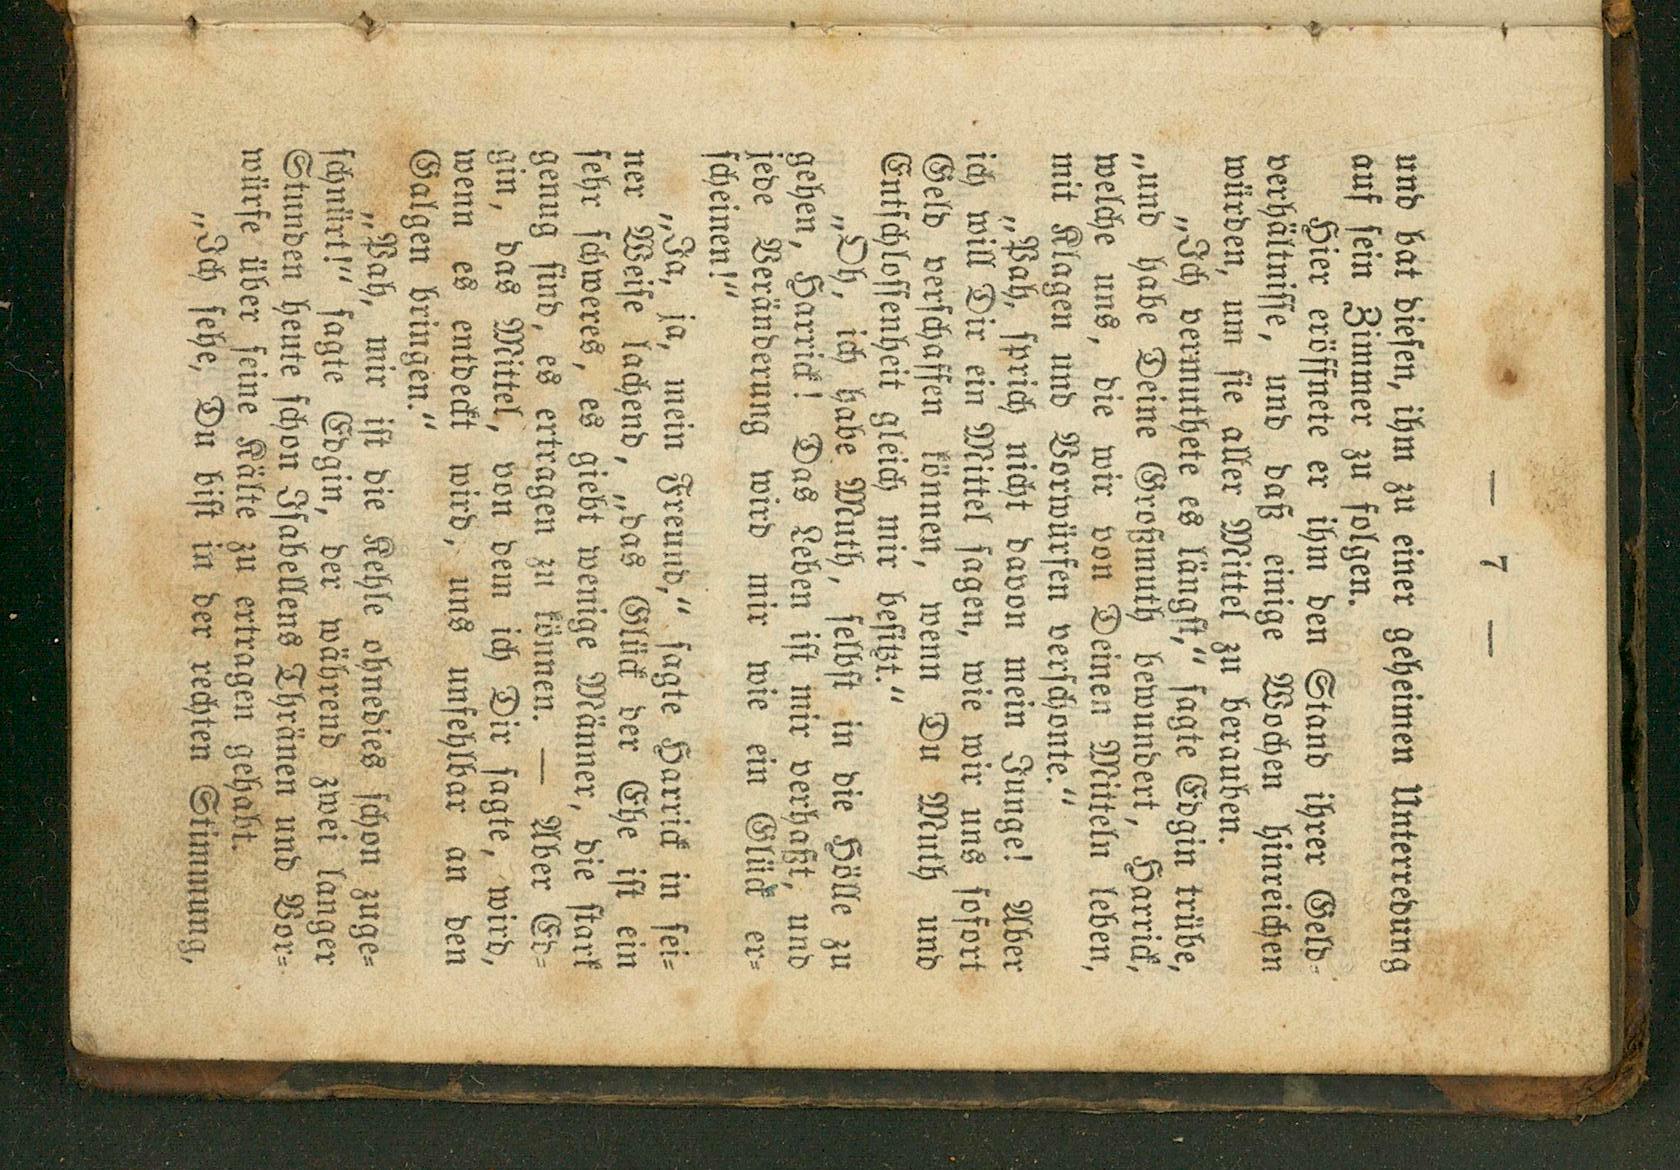 — 7 —
und bat diesen, ihm zu einer geheimen Unterredung
auf sein Zimmer zu folgen.
Hier eröffnete er ihm den Stand ihrer Geld-
verhältnisse, und daß einige Wochen hinreichen
würden, um sie aller Mittel zu berauben.
„Ich vermuthete es längst,“ sagte Edgin trübe,
„und habe Deine Großmuth bewundert, Harrick,
welche uns, die wir von Deinen Mitteln leben,
mit Klagen und Vorwürfen verschonte.“
„Pah, sprich nicht davon mein Junge! Aber
ich will Dir ein Mittel sagen, wie wir uns sofort
Geld verschaffen können, wenn Du Muth und
Entschlossenheit gleich mir besitzt.“
„Oh, ich habe Muth, selbst in die Hölle zu
gehen, Harrick! Das Leben ist mir verhaßt, und
jede Veränderung wird mir wie ein Glück er=
scheinen!“
„Ja, ja, mein Freund,“ sagte Harrick in sei=
ner Weise lachend, „das Glück der Ehe ist ein
sehr schweres, es giebt wenige Männer, die stark
genug sind, es ertragen zu können. — Aber Ed=
gin, das Mittel, von dem ich Dir sagte, wird,
wenn es entdeckt wird, uns unfehlbar an den
Galgen bringen.“
„Pah, mir ist die Kehle ohnedies schon zuge=
schnürt!“ sagte Edgin, der während zwei langer
Stunden heute schon Isabellens Thränen und Vor=
würfe über seine Kälte zu ertragen gehabt.
„Ich sehe, Du bist in der rechten Stimmung,